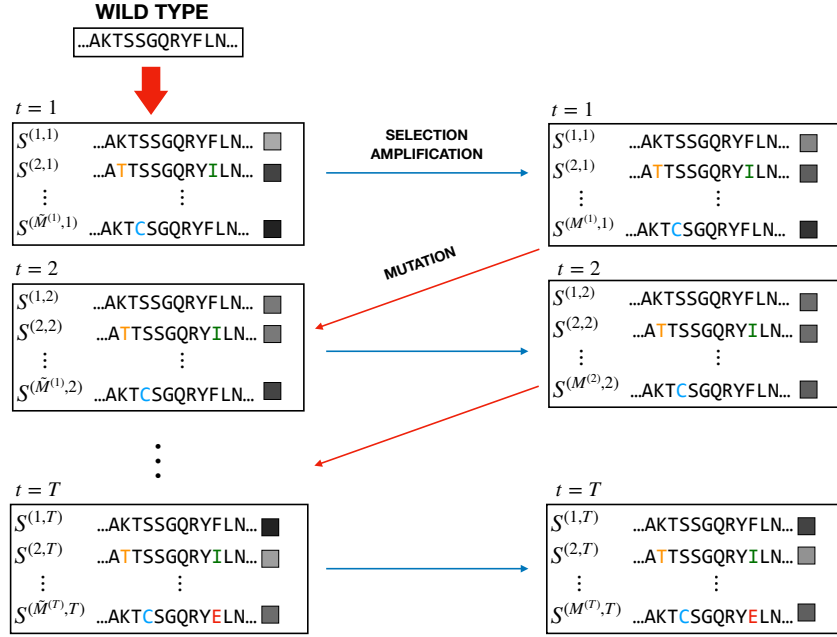 WILD TYPE
...AKTSSGQRYFLN...
t = 1
S^(1,1) ...AKTSSGQRYFLN...
S^(2,1) ...ATTSSGQRYILN...
⋮ ⋮
S^(M̃^(1),1) ...AKTCSGQRYFLN...
SELECTION
AMPLIFICATION
t = 1
S^(1,1) ...AKTSSGQRYFLN...
S^(2,1) ...ATTSSGQRYILN...
⋮ ⋮
S^(M^(1),1) ...AKTCSGQRYFLN...
MUTATION
t = 2
S^(1,2) ...AKTSSGQRYFLN...
S^(2,2) ...ATTSSGQRYILN...
⋮ ⋮
S^(M̃^(1),2) ...AKTCSGQRYFLN...
t = 2
S^(1,2) ...AKTSSGQRYFLN...
S^(2,2) ...ATTSSGQRYILN...
⋮ ⋮
S^(M^(2),2) ...AKTCSGQRYFLN...
⋮
t = T
S^(1,T) ...AKTSSGQRYFLN...
S^(2,T) ...ATTSSGQRYILN...
⋮ ⋮
S^(M̃^(T),T) ...AKTCSGQRYELN...
t = T
S^(1,T) ...AKTSSGQRYFLN...
S^(2,T) ...ATTSSGQRYILN...
⋮ ⋮
S^(M^(T),T) ...AKTCSGQRYELN...